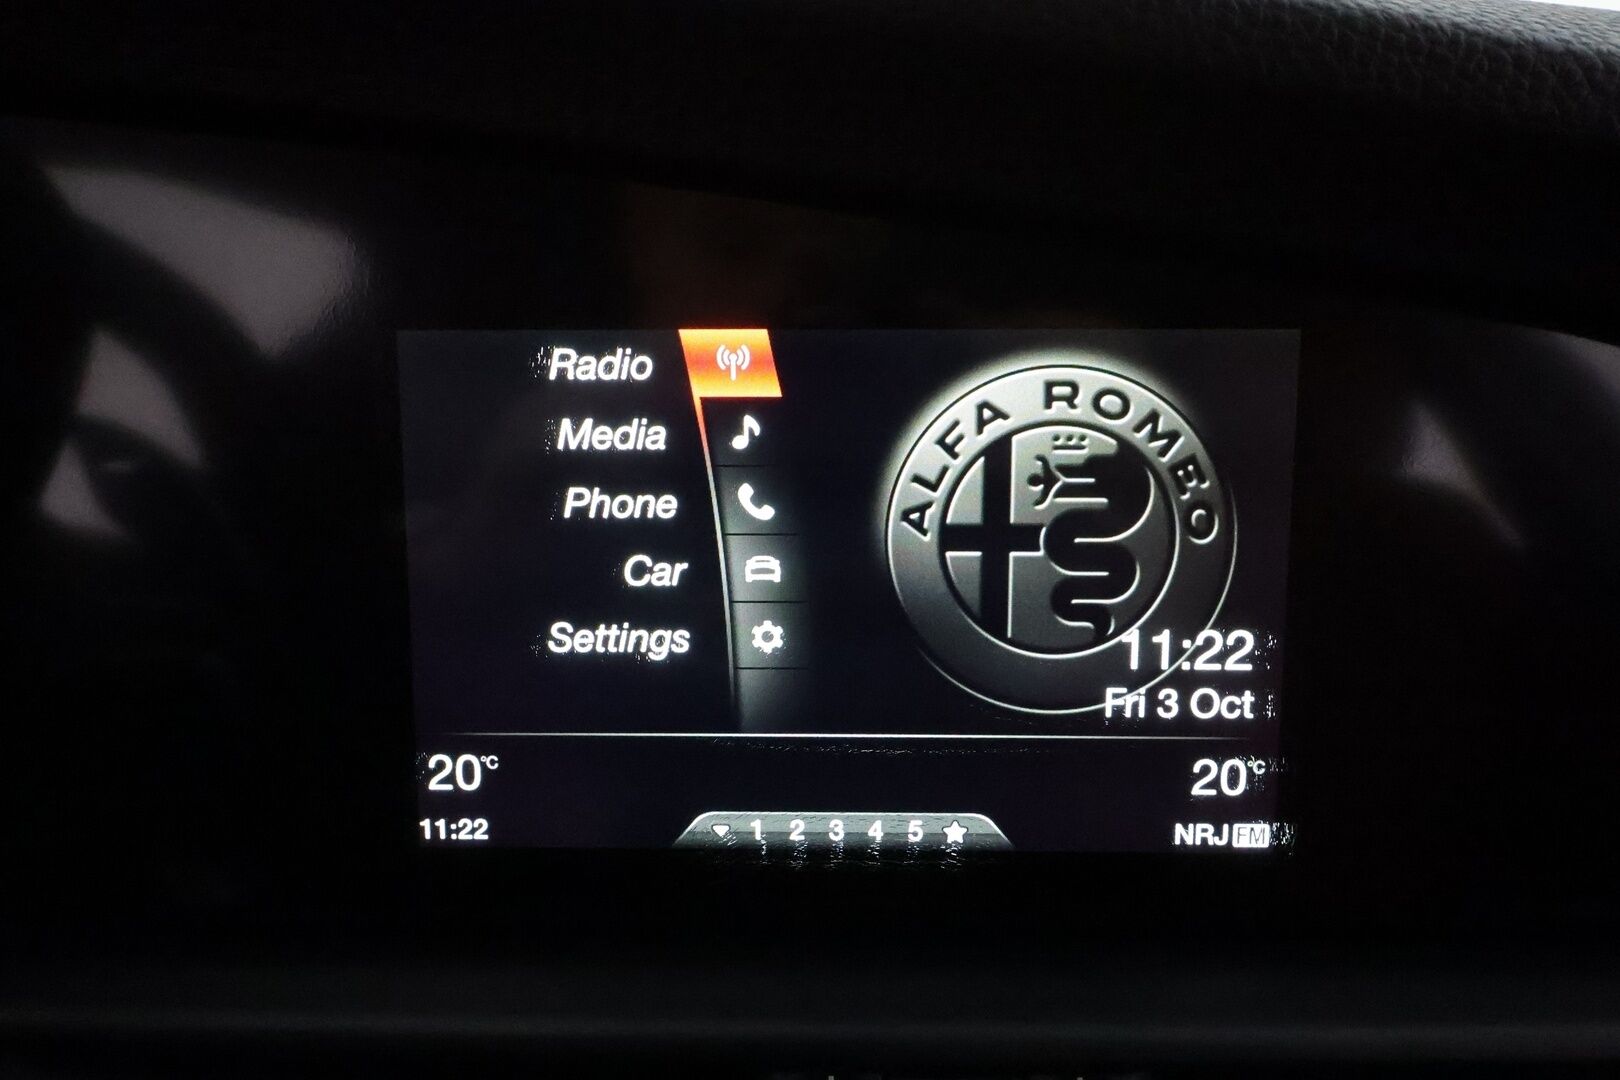 Radio
Media
Phone
Car
Settings
ALFA ROMEO
11:22
Fri 3 Oct
20°C
20°C
11:22
1 2 3 4 5
NRJ FM